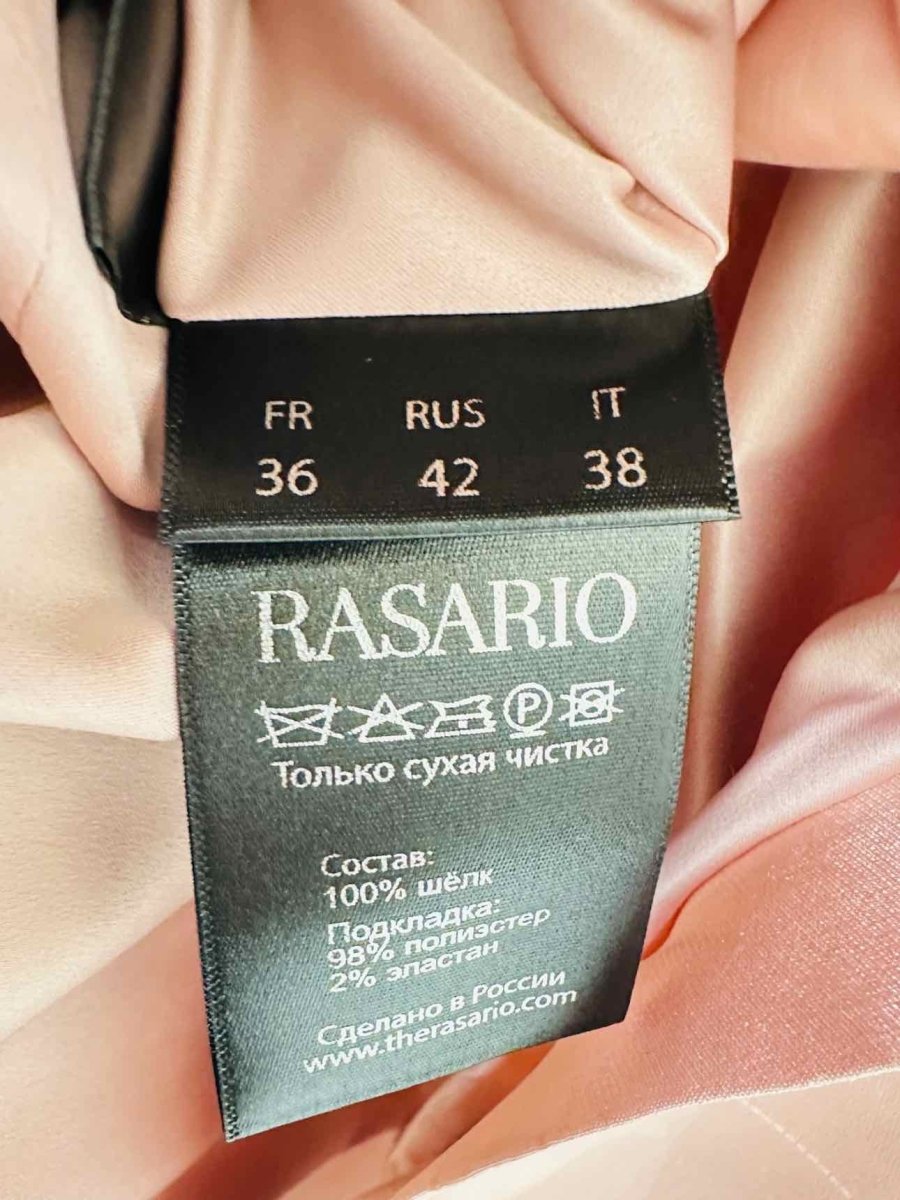 FR RUS IT
36 42 38
RASARIO
P
Только сухая чистка
Состав:
100% шёлк
Подкладка:
98% полиэстер
2% эластан
Сделано в России
www.therasario.com